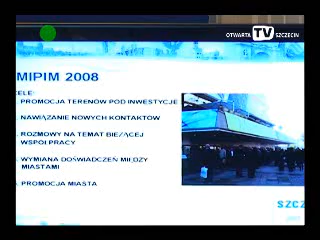 OTWARTA TV SZCZECIN
MIPIM 2008
CELE:
PROMOCJA TERENÓW POD INWESTYCJE
NAWIĄZANIE NOWYCH KONTAKTÓW
ROZMOWY NA TEMAT BIEŻĄCEJ
WSPÓŁPRACY
WYMIANA DOŚWIADCZEŃ MIĘDZY
MIASTAMI
PROMOCJA MIASTA
SZCZ